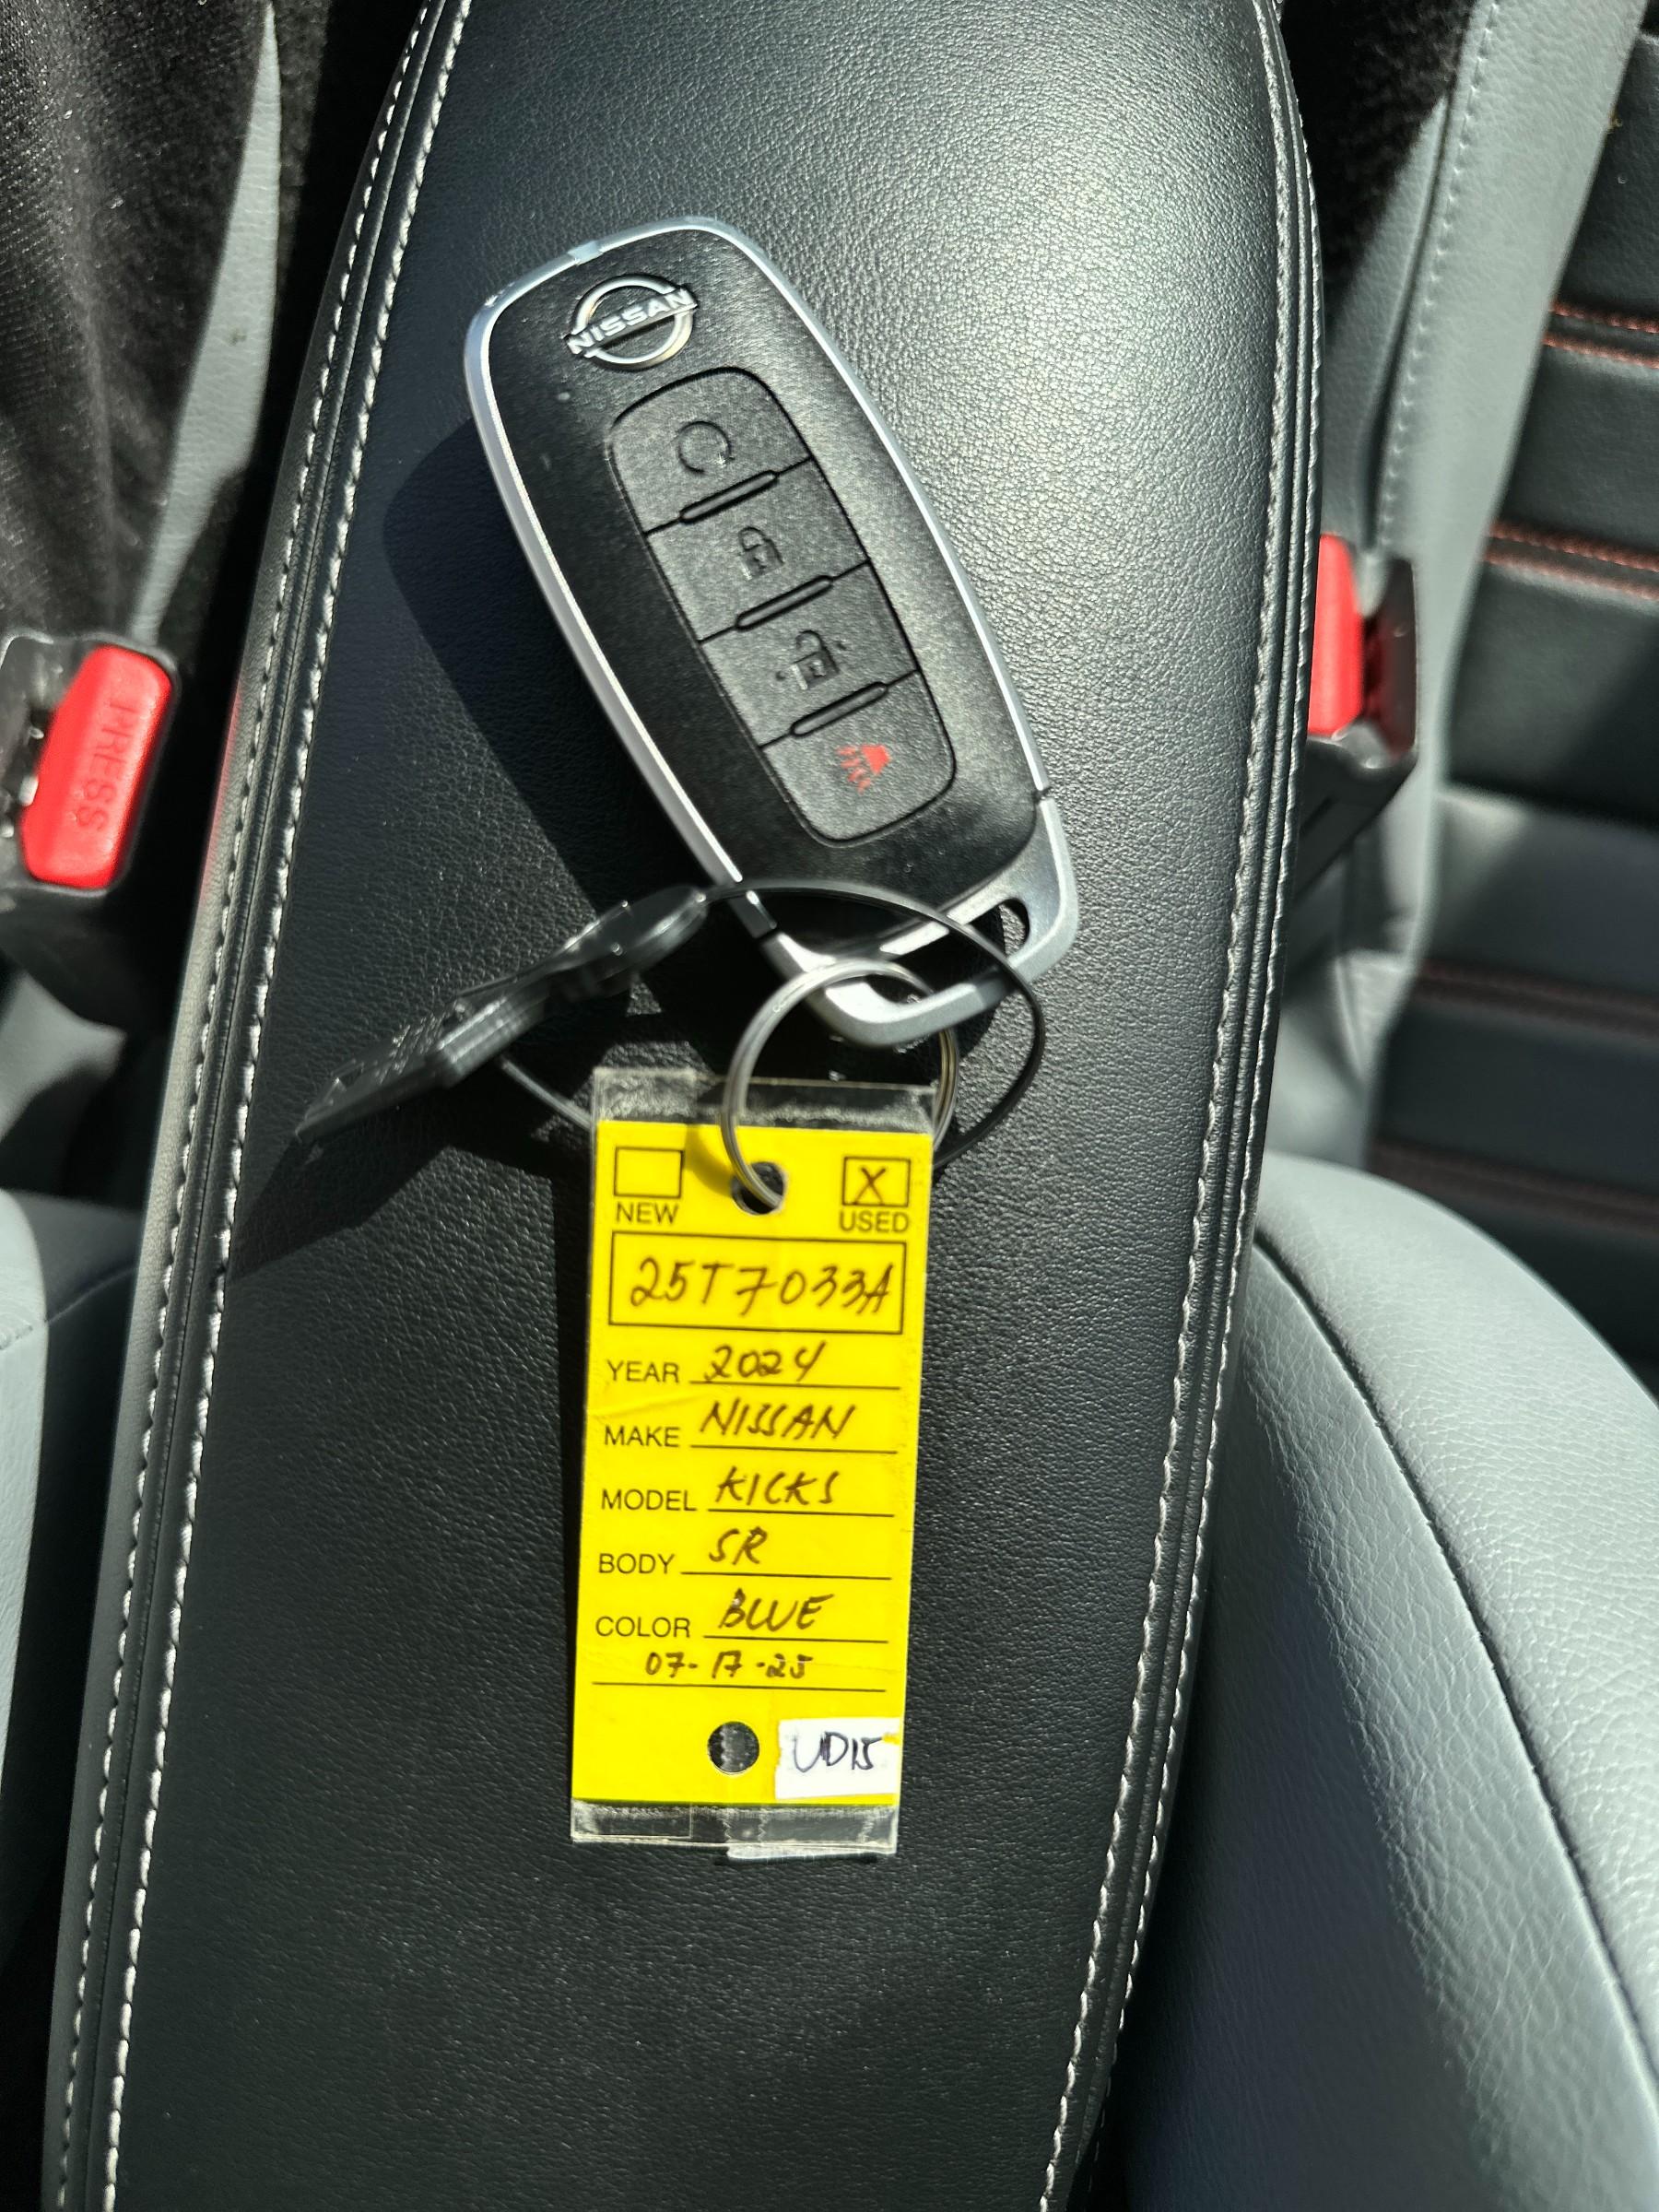 NISSAN
PRESS
NEW
X
USED
25T7033A
YEAR 2024
MAKE NISSAN
MODEL KICKS
BODY SR
COLOR BLUE
07-17-25
UD15